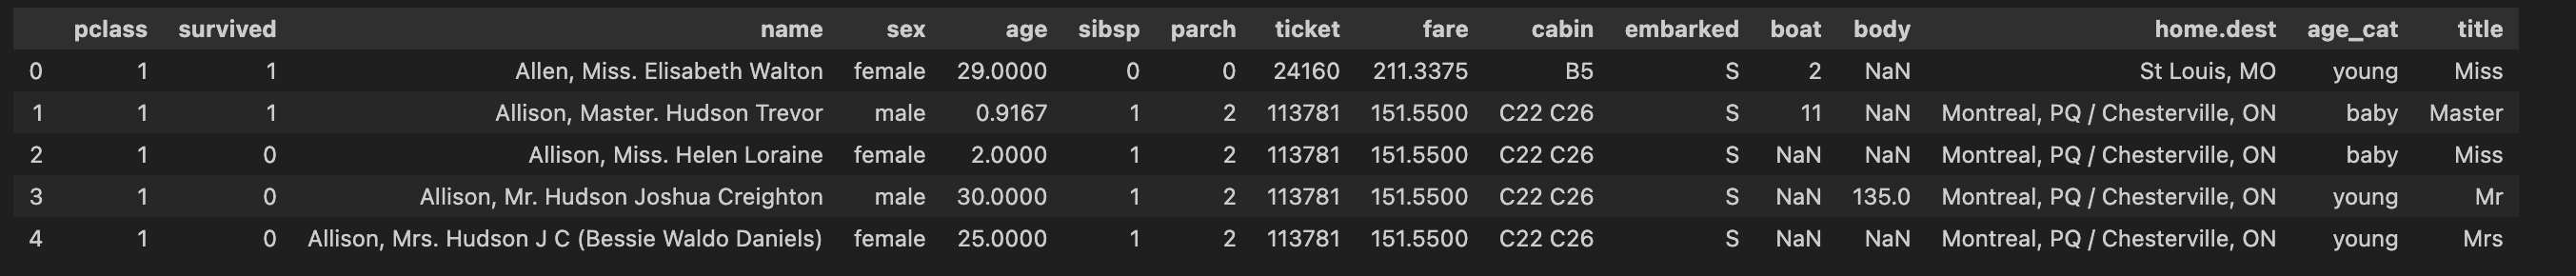 pclass survived name sex age sibsp parch ticket fare cabin embarked boat body home.dest age_cat title
0 1 1 Allen, Miss. Elisabeth Walton female 29.0000 0 0 24160 211.3375 B5 S 2 NaN St Louis, MO young Miss
1 1 1 Allison, Master. Hudson Trevor male 0.9167 1 2 113781 151.5500 C22 C26 S 11 NaN Montreal, PQ / Chesterville, ON baby Master
2 1 0 Allison, Miss. Helen Loraine female 2.0000 1 2 113781 151.5500 C22 C26 S NaN NaN Montreal, PQ / Chesterville, ON baby Miss
3 1 0 Allison, Mr. Hudson Joshua Creighton male 30.0000 1 2 113781 151.5500 C22 C26 S NaN 135.0 Montreal, PQ / Chesterville, ON young Mr
4 1 0 Allison, Mrs. Hudson J C (Bessie Waldo Daniels) female 25.0000 1 2 113781 151.5500 C22 C26 S NaN NaN Montreal, PQ / Chesterville, ON young Mrs